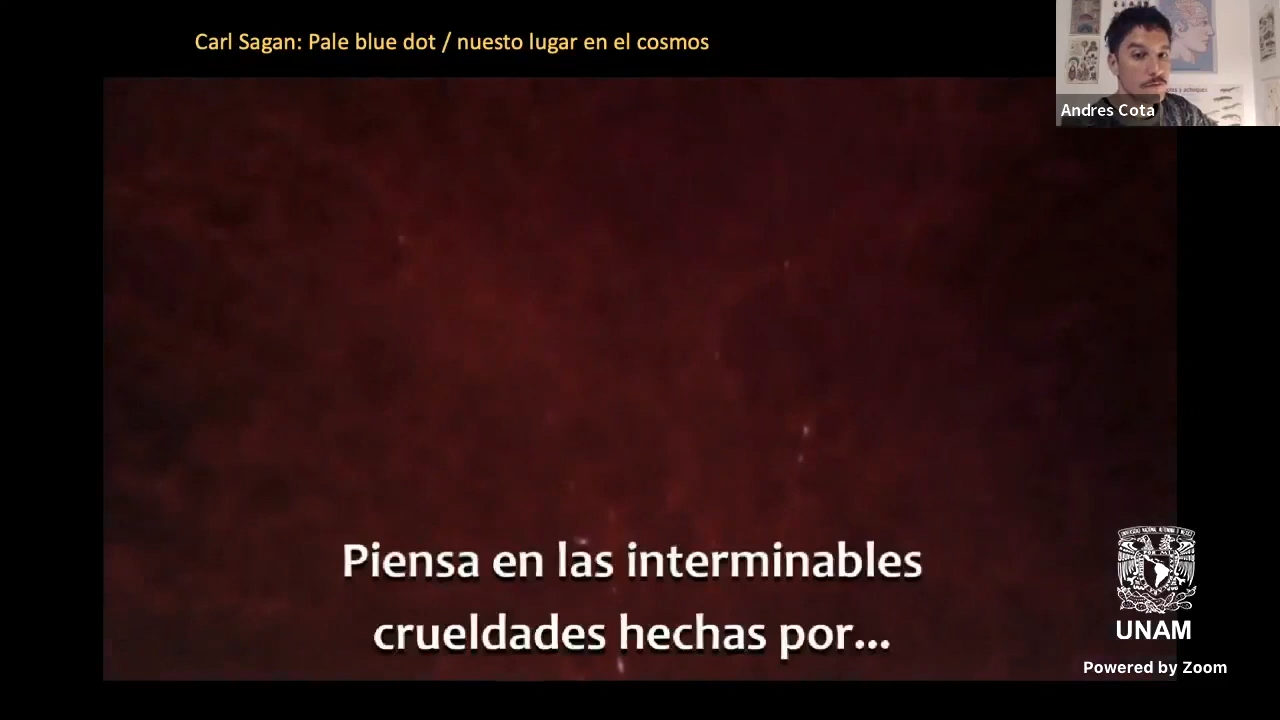 Carl Sagan: Pale blue dot / nuesto lugar en el cosmos
Andres Cota
Piensa en las interminables
crueldades hechas por...
UNAM
Powered by Zoom